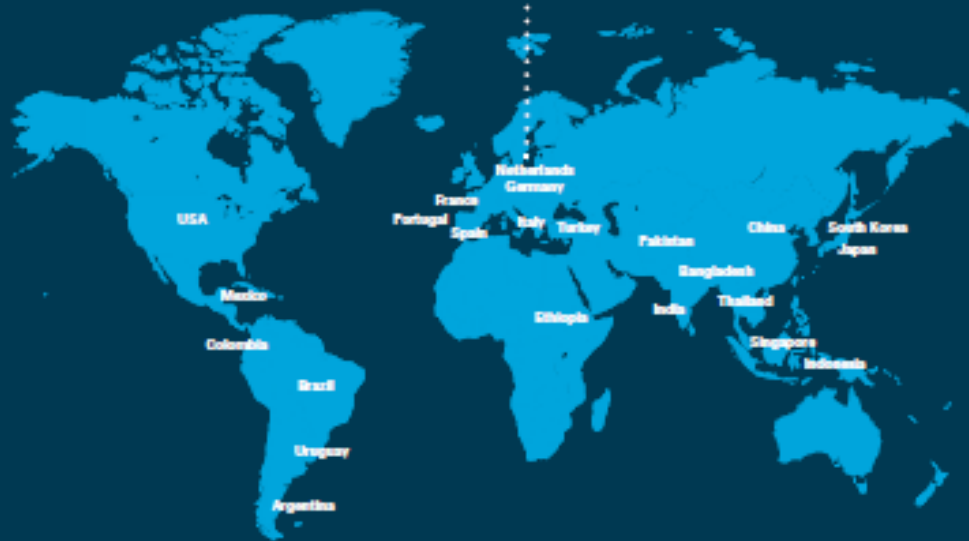 Netherlands
Germany
France
USA
Portugal
Spain
Italy
Turkey
China
South Korea
Pakistan
Japan
Bangladesh
Mexico
India
Thailand
Ethiopia
Colombia
Singapore
Indonesia
Brazil
Uruguay
Argentina